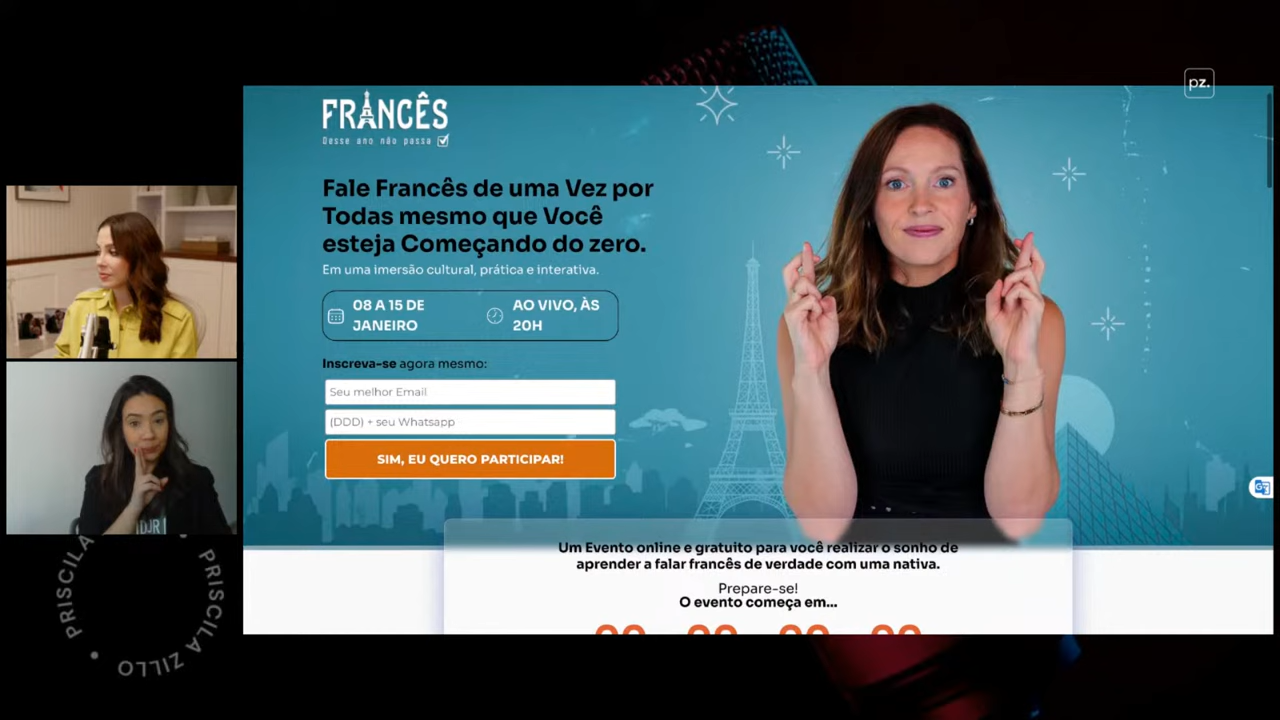 pz.
FRANCÊS
Desse ano não passa
Fale Francês de uma Vez por
Todas mesmo que Você
esteja Começando do zero.
Em uma imersão cultural, prática e interativa.
08 A 15 DE
JANEIRO
AO VIVO, ÀS
20H
Inscreva-se agora mesmo:
Seu melhor Email
(DDD) + seu Whatsapp
SIM, EU QUERO PARTICIPAR!
Um Evento online e gratuito para você realizar o sonho de
aprender a falar francês de verdade com uma nativa.
Prepare-se!
O evento começa em...
PRISCILA ZILLO • PRISCILA